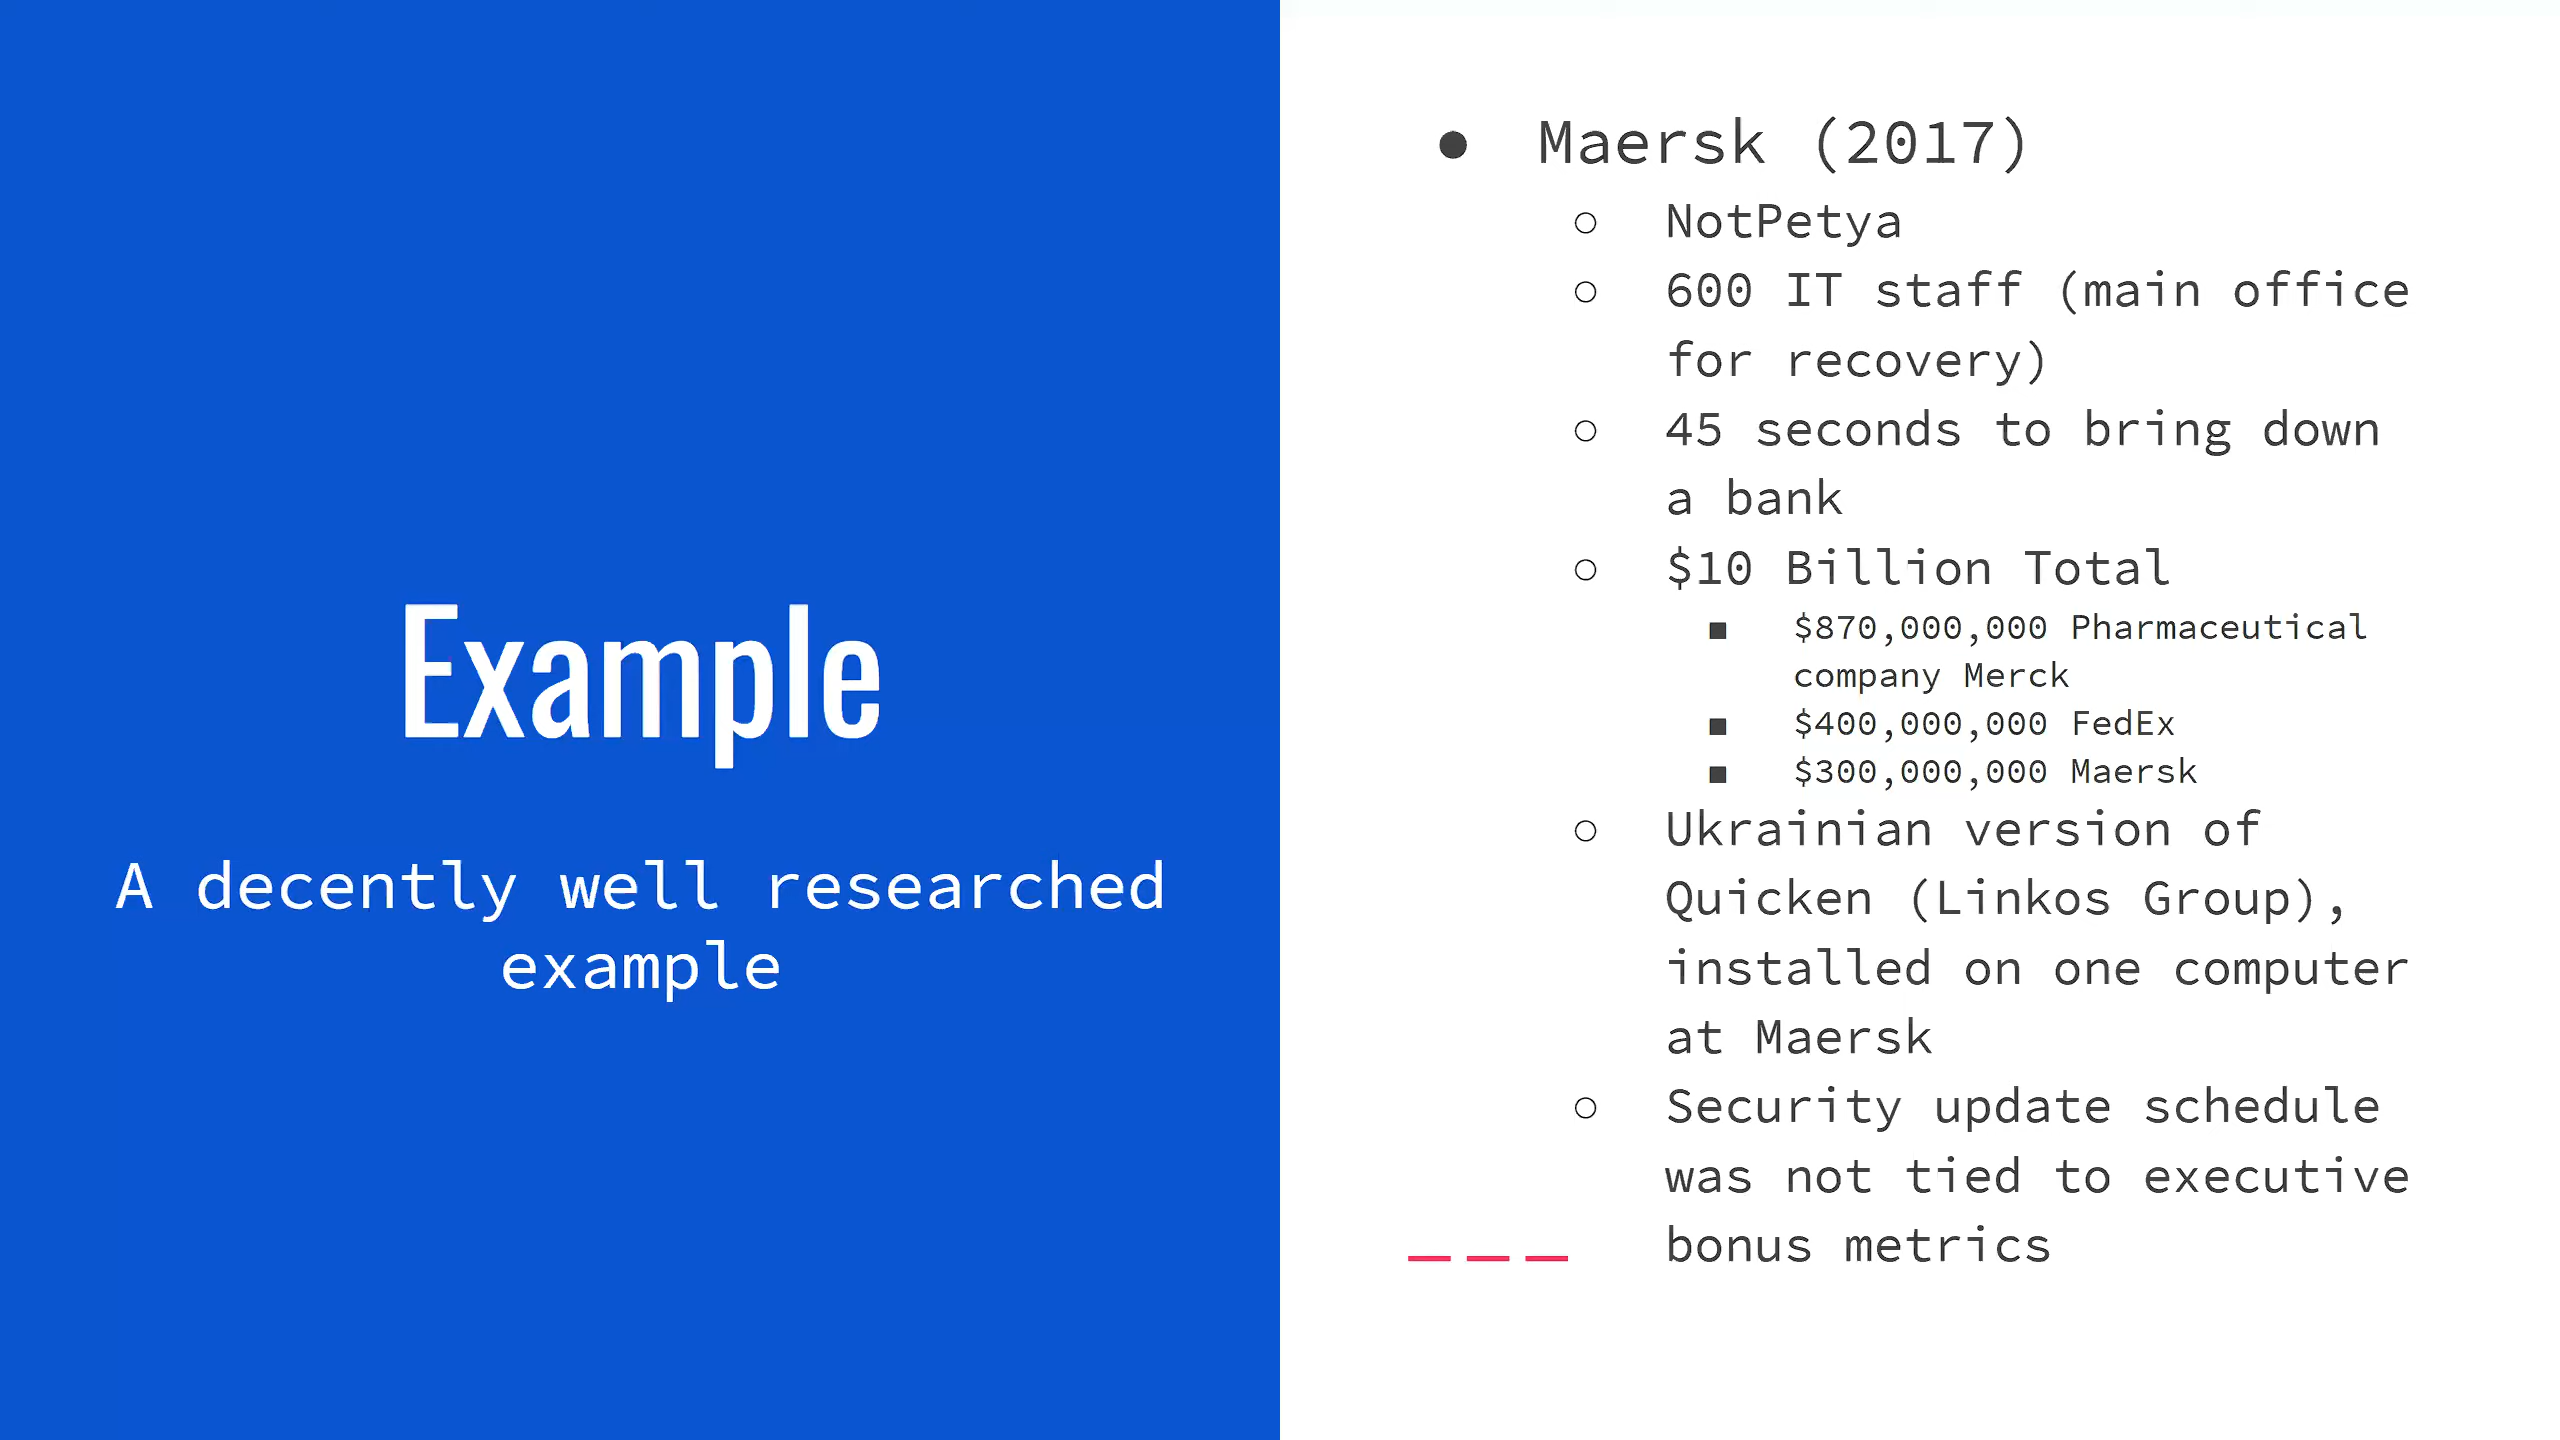 Example
A decently well researched
example
● Maersk (2017)
○ NotPetya
○ 600 IT staff (main office
for recovery)
○ 45 seconds to bring down
a bank
○ $10 Billion Total
■ $870,000,000 Pharmaceutical
company Merck
■ $400,000,000 FedEx
■ $300,000,000 Maersk
○ Ukrainian version of
Quicken (Linkos Group),
installed on one computer
at Maersk
○ Security update schedule
was not tied to executive
bonus metrics